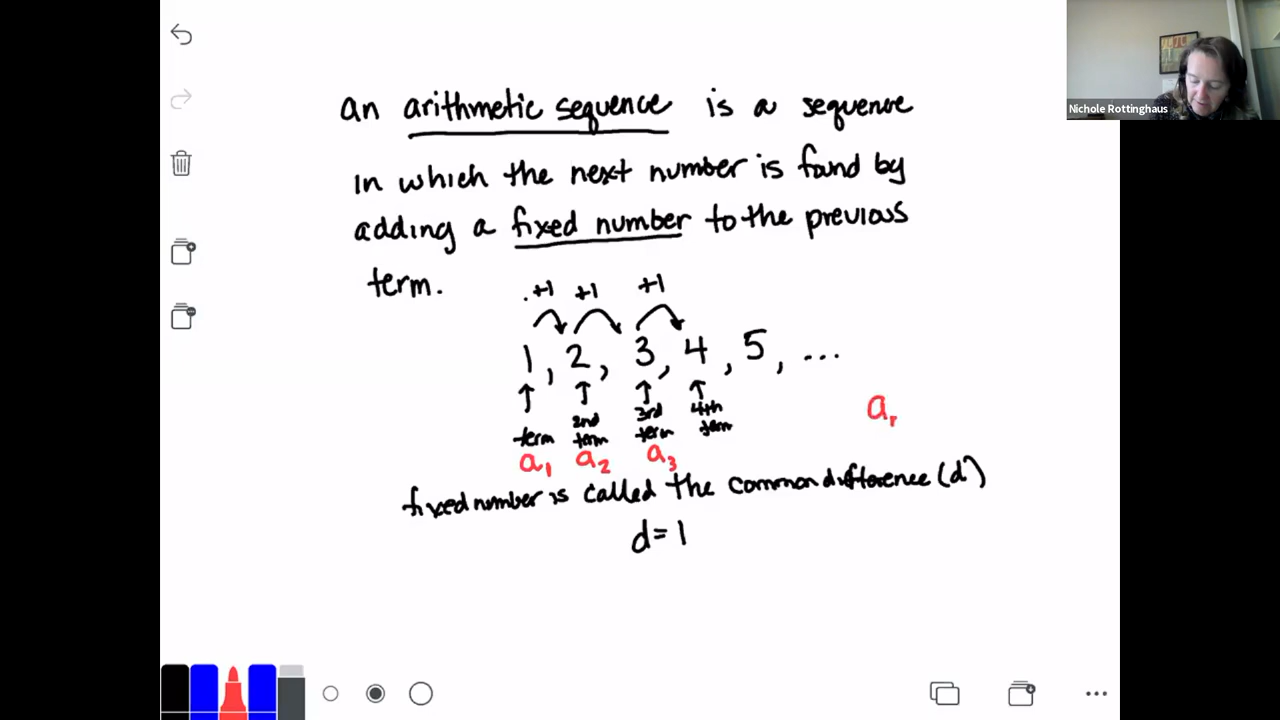 Nichole Rottinghaus
an arithmetic sequence is a sequence
in which the next number is found by
adding a fixed number to the previous
term.
+1 +1 +1
1, 2, 3, 4, 5, ...
term 2nd term 3rd term 4th term
a1 a2 a3
fixed number is called the common difference (d)
d=1